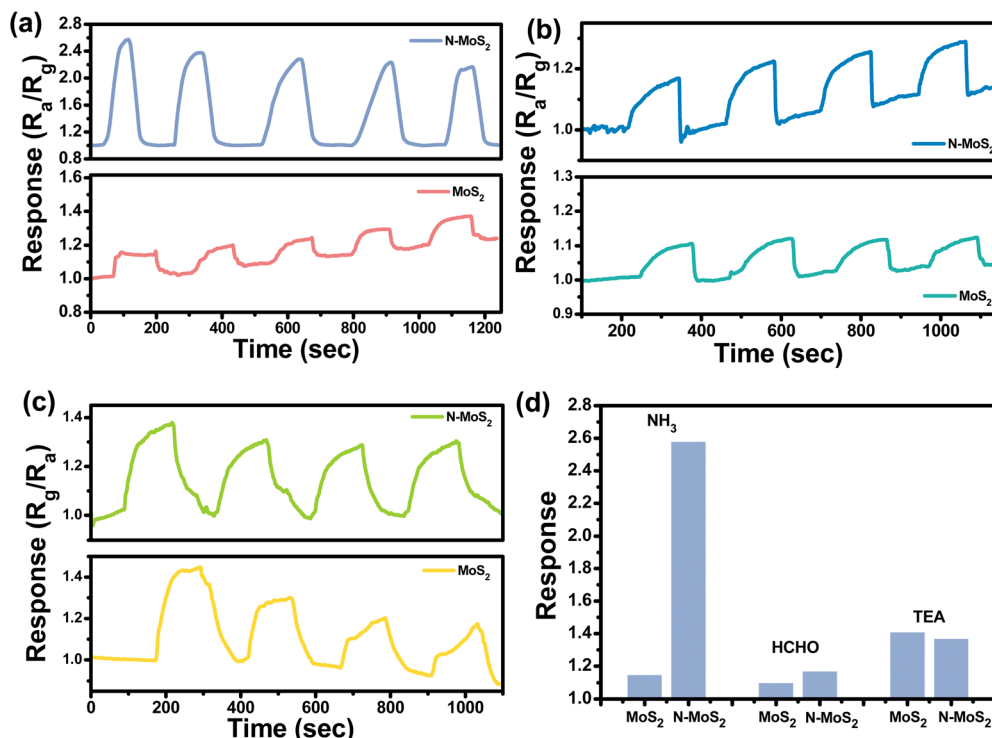 (a)
Response (Rₐ/R_g)
2.8
2.4
2.0
1.6
1.2
0.8
N-MoS₂
1.6
1.4
1.2
1.0
0.8
MoS₂
0 200 400 600 800 1000 1200
Time (sec)
(b)
Response (Rₐ/R_g)
1.2
1.0
N-MoS₂
1.3
1.2
1.1
1.0
0.9
MoS₂
200 400 600 800 1000
Time (sec)
(c)
Response (R_g/Rₐ)
1.4
1.2
1.0
N-MoS₂
1.4
1.2
1.0
MoS₂
0 200 400 600 800 1000
Time (sec)
(d)
Response
2.8
2.6
2.4
2.2
2.0
1.8
1.6
1.4
1.2
1.0
NH₃
HCHO
TEA
MoS₂ N-MoS₂ MoS₂ N-MoS₂ MoS₂ N-MoS₂